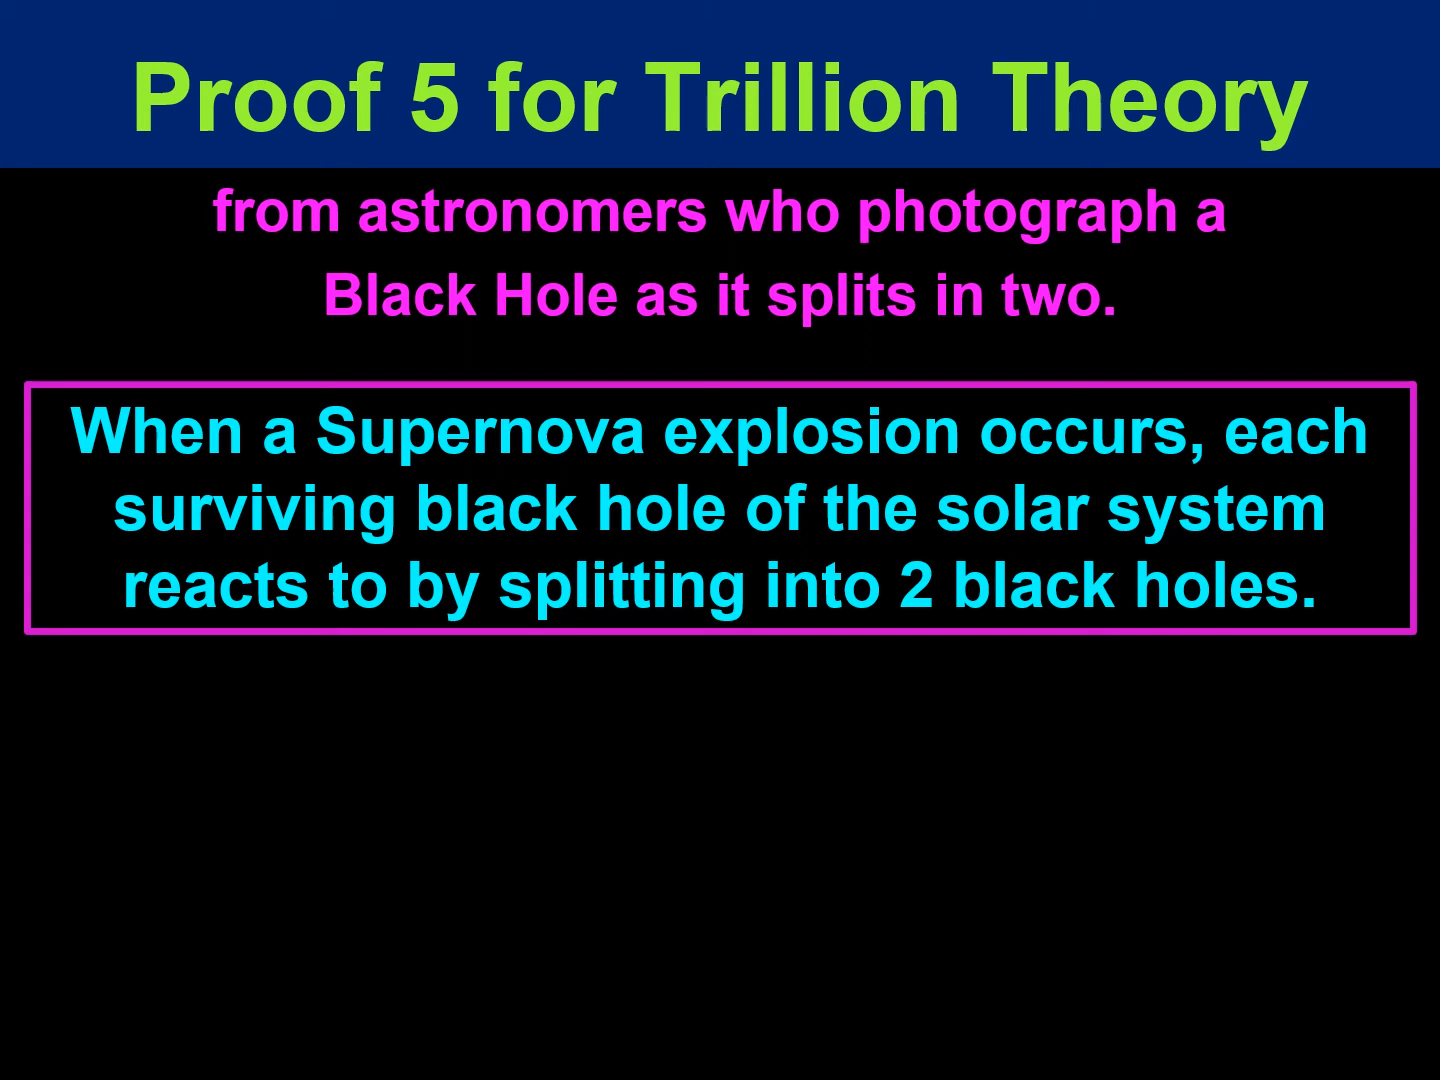 Proof 5 for Trillion Theory
from astronomers who photograph a
Black Hole as it splits in two.
When a Supernova explosion occurs, each
surviving black hole of the solar system
reacts to by splitting into 2 black holes.